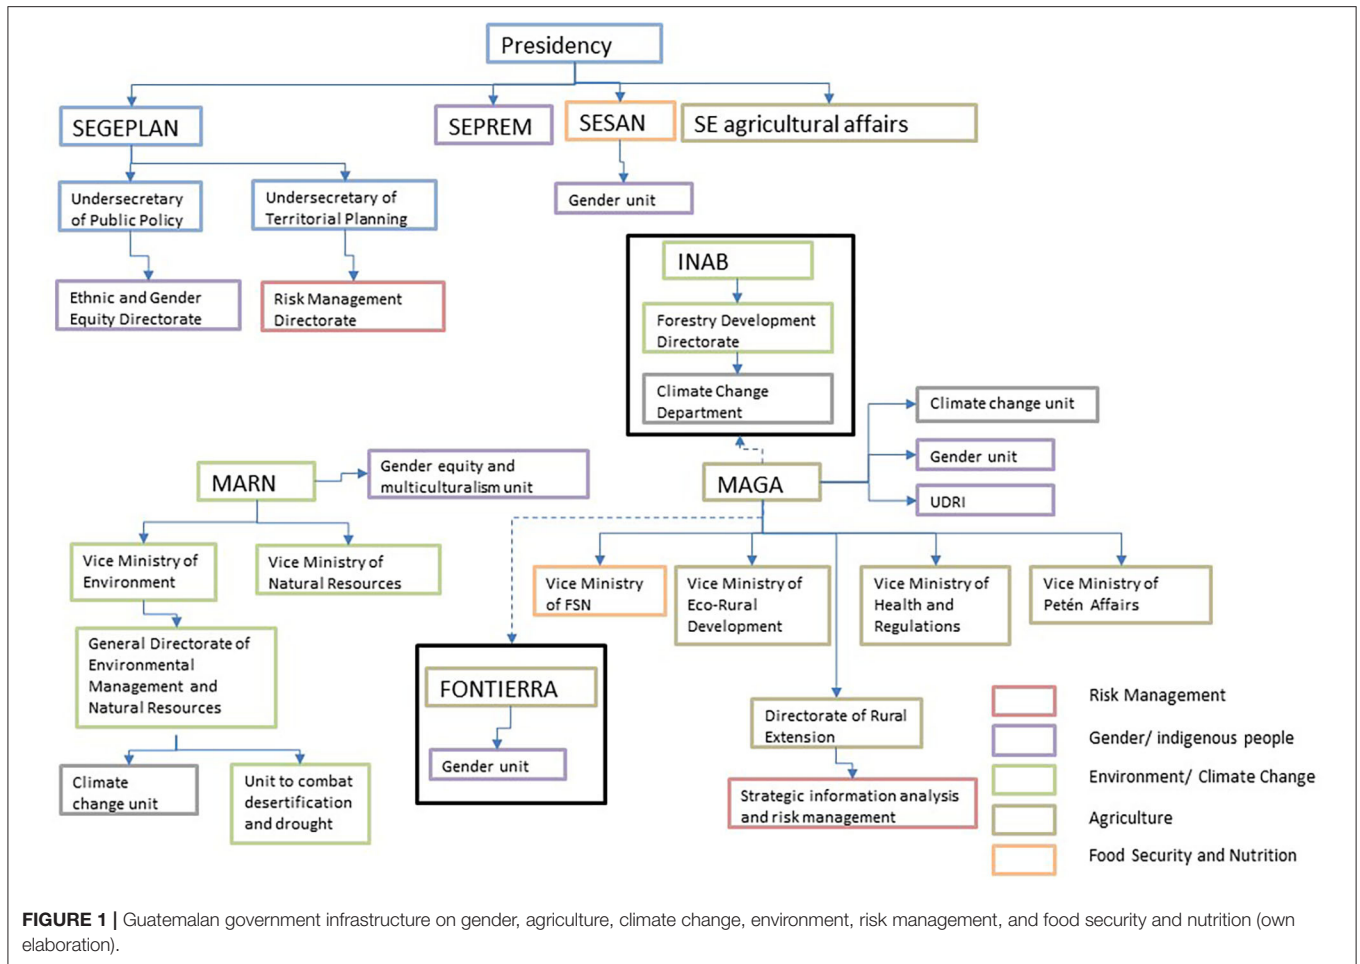 Presidency
SEGEPLAN
SEPREM
SESAN
SE agricultural affairs
Undersecretary
of Public Policy
Undersecretary of
Territorial Planning
Gender unit
Ethnic and Gender
Equity Directorate
Risk Management
Directorate
INAB
Forestry Development
Directorate
Climate Change
Department
Climate change unit
Gender unit
UDRI
MARN
Gender equity and
multiculturalism unit
MAGA
Vice Ministry of
Environment
Vice Ministry of
Natural Resources
Vice Ministry
of FSN
Vice Ministry of
Eco-Rural
Development
Vice Ministry of
Health and
Regulations
Vice Ministry of
Petén Affairs
General Directorate of
Environmental
Management and
Natural Resources
FONTIERRA
Gender unit
Directorate of Rural
Extension
Climate
change unit
Unit to combat
desertification
and drought
Strategic information analysis
and risk management
Risk Management
Gender/ indigenous people
Environment/ Climate Change
Agriculture
Food Security and Nutrition
FIGURE 1 | Guatemalan government infrastructure on gender, agriculture, climate change, environment, risk management, and food security and nutrition (own
elaboration).